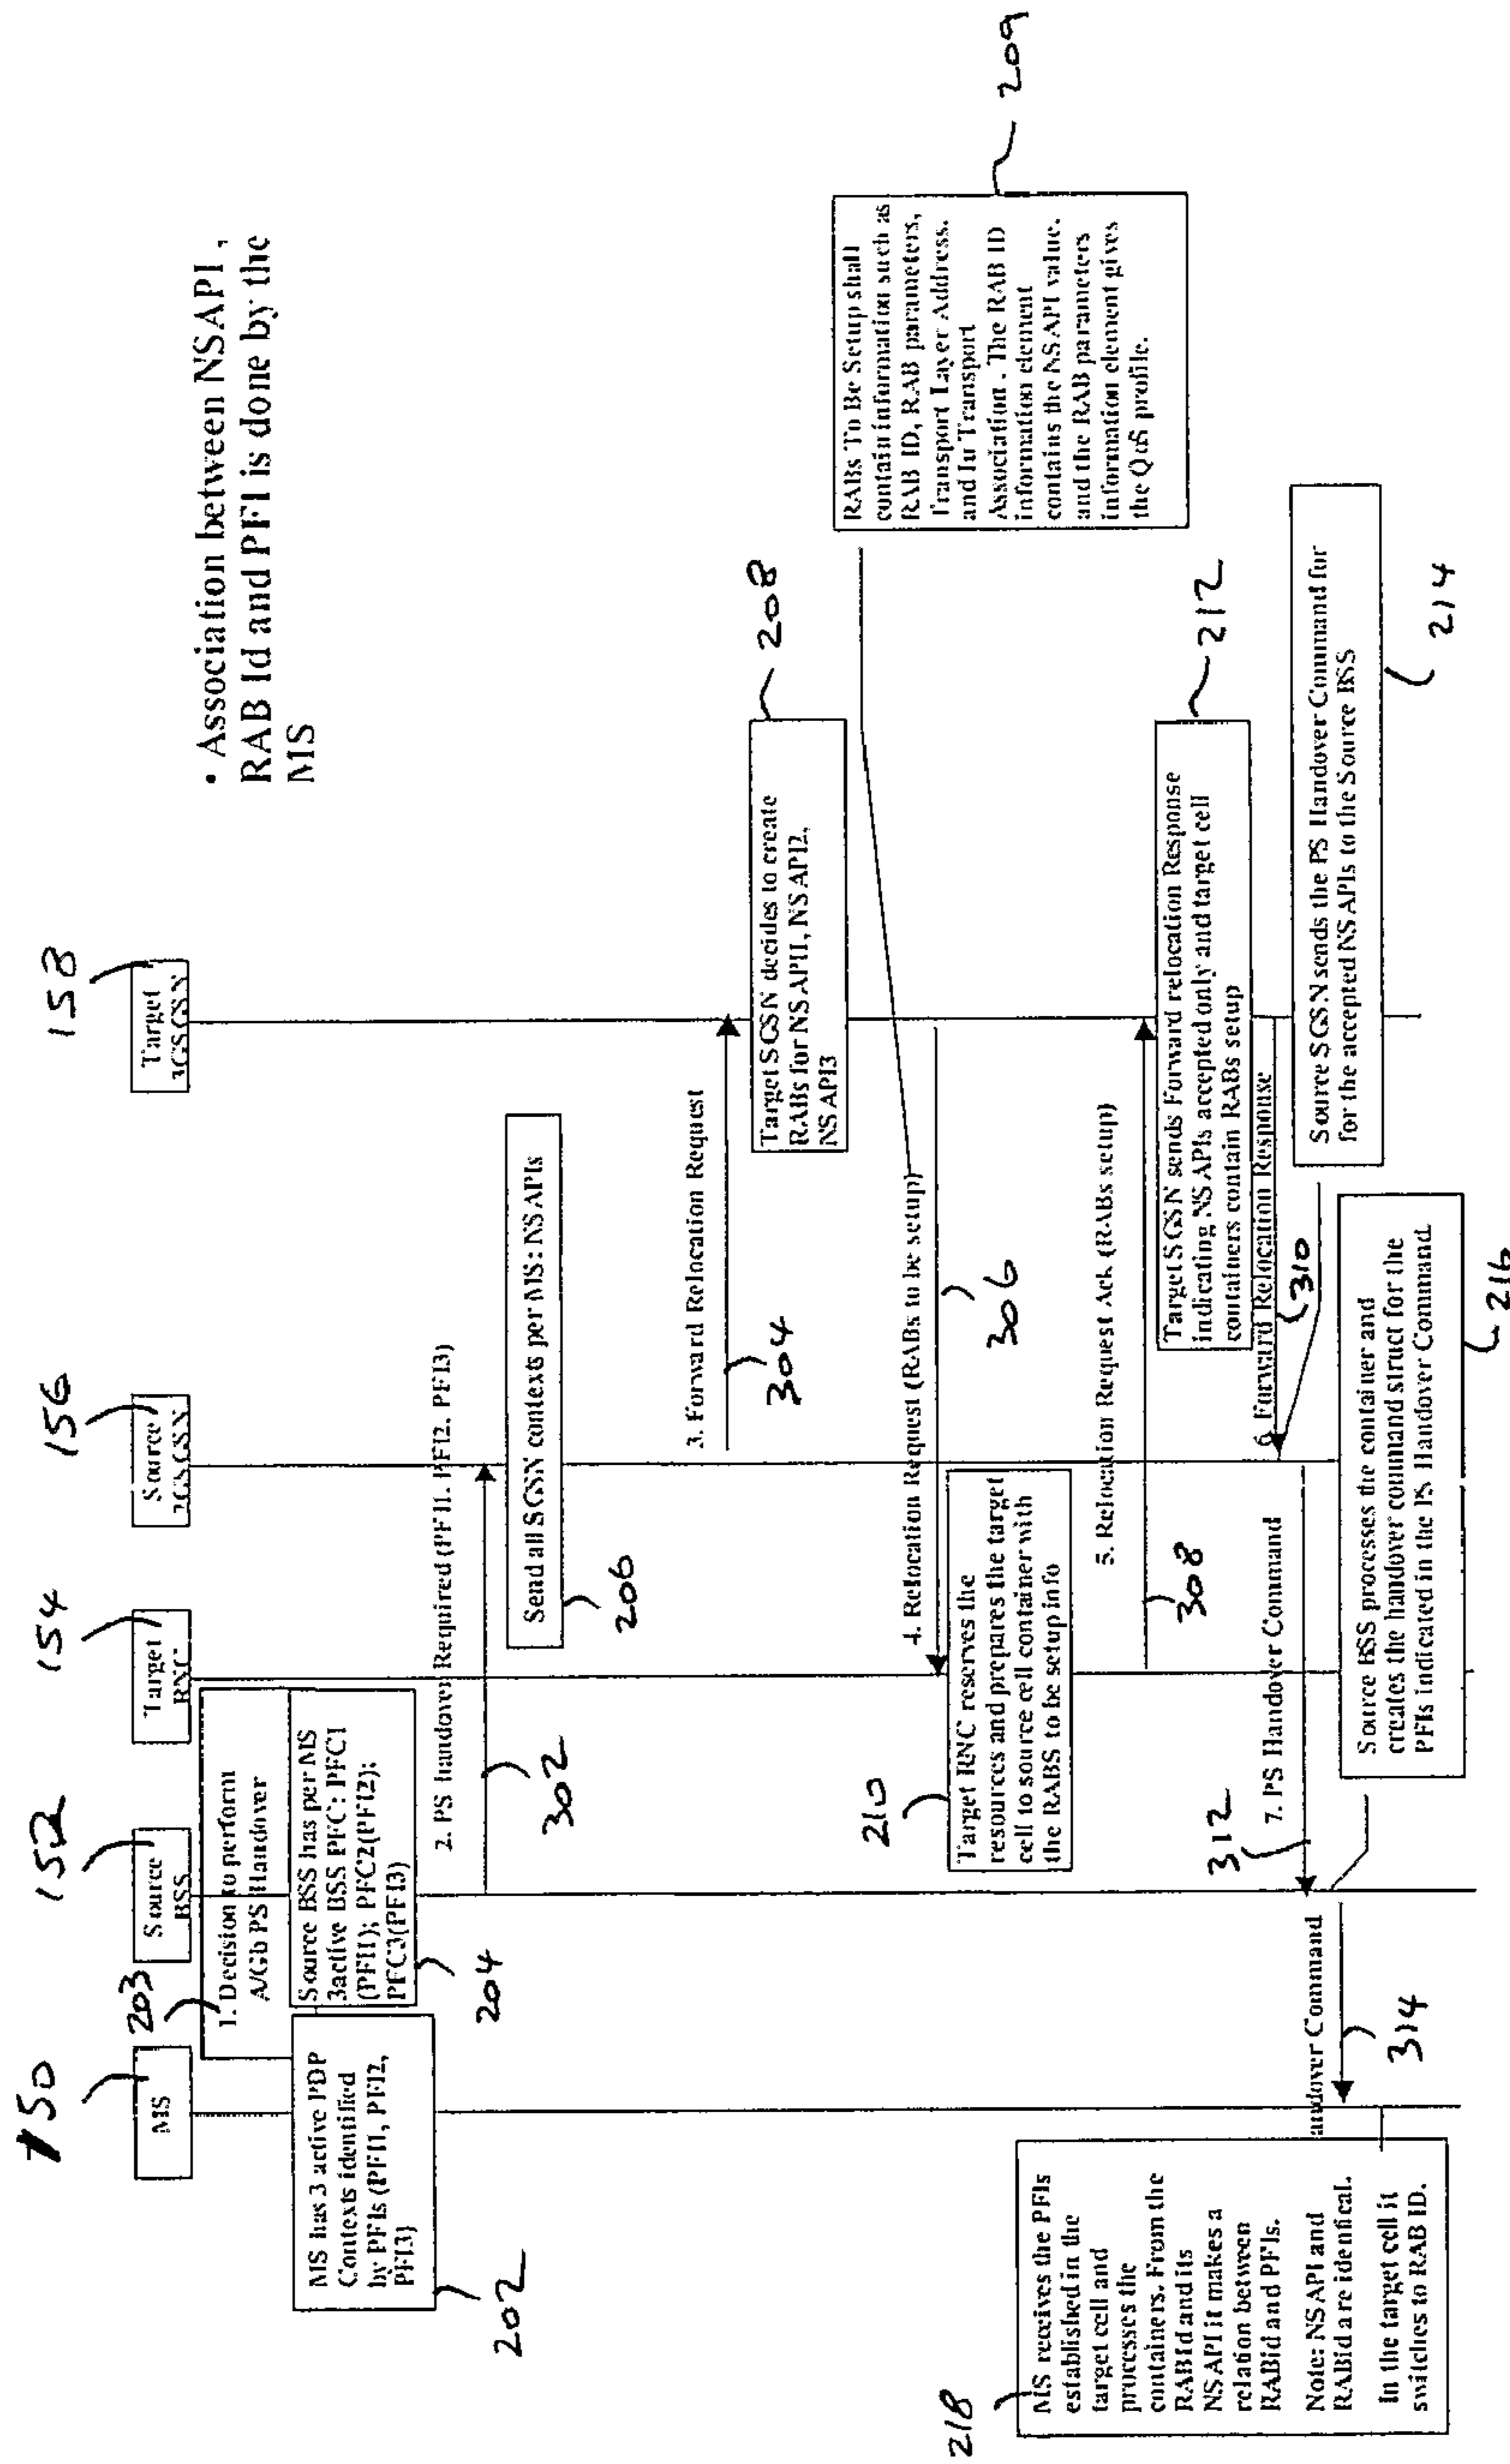 150
152
154
156
158
MS
Source
BSS
Target
RNC
Source
2GSGSN
Target
3GSGSN
• Association between NSAPI,
RAB Id and PFI is done by the
MS
203
1. Decision to perform
A/Gb PS Handover
MS has 3 active PDP
Contexts identified
by PFIs (PFI1, PFI2,
PFI3)
202
Source BSS has per MS
3active BSS PFC: PFC1
(PFI1); PFC2(PFI2);
PFC3(PFI3)
204
2. PS handover Required (PFI1, PFI2, PFI3)
302
Send all SGSN contexts per MS: NSAPIs
206
3. Forward Relocation Request
304
Target SGSN decides to create
RABs for NSAPI1, NSAPI2,
NSAPI3
208
RABs To Be Setup shall
contain information such as
RAB ID, RAB parameters,
Transport Layer Address,
and Iu Transport
Association. The RAB ID
information element
contains the NSAPI value,
and the RAB parameters
information element gives
the QoS profile.
209
4. Relocation Request (RABs to be setup)
306
210
Target RNC reserves the
resources and prepares the target
cell to source cell container with
the RABS to be setup info
5. Relocation Request Ack (RABs setup)
308
Target SGSN sends Forward relocation Response
indicating NSAPIs accepted only and target cell
containers contain RABs setup
212
6. Forward Relocation Response
310
Source SGSN sends the PS Handover Command for
for the accepted NSAPIs to the Source BSS
214
7. PS Handover Command
312
Source BSS processes the container and
creates the handover command struct for the
PFIs indicated in the PS Handover Command.
216
andover Command
314
218
MS receives the PFIs
established in the
target cell and
processes the
containers. From the
RABId and its
NSAPI it makes a
relation between
RABid and PFIs.
Note: NSAPI and
RABid are identical.
In the target cell it
switches to RAB ID.